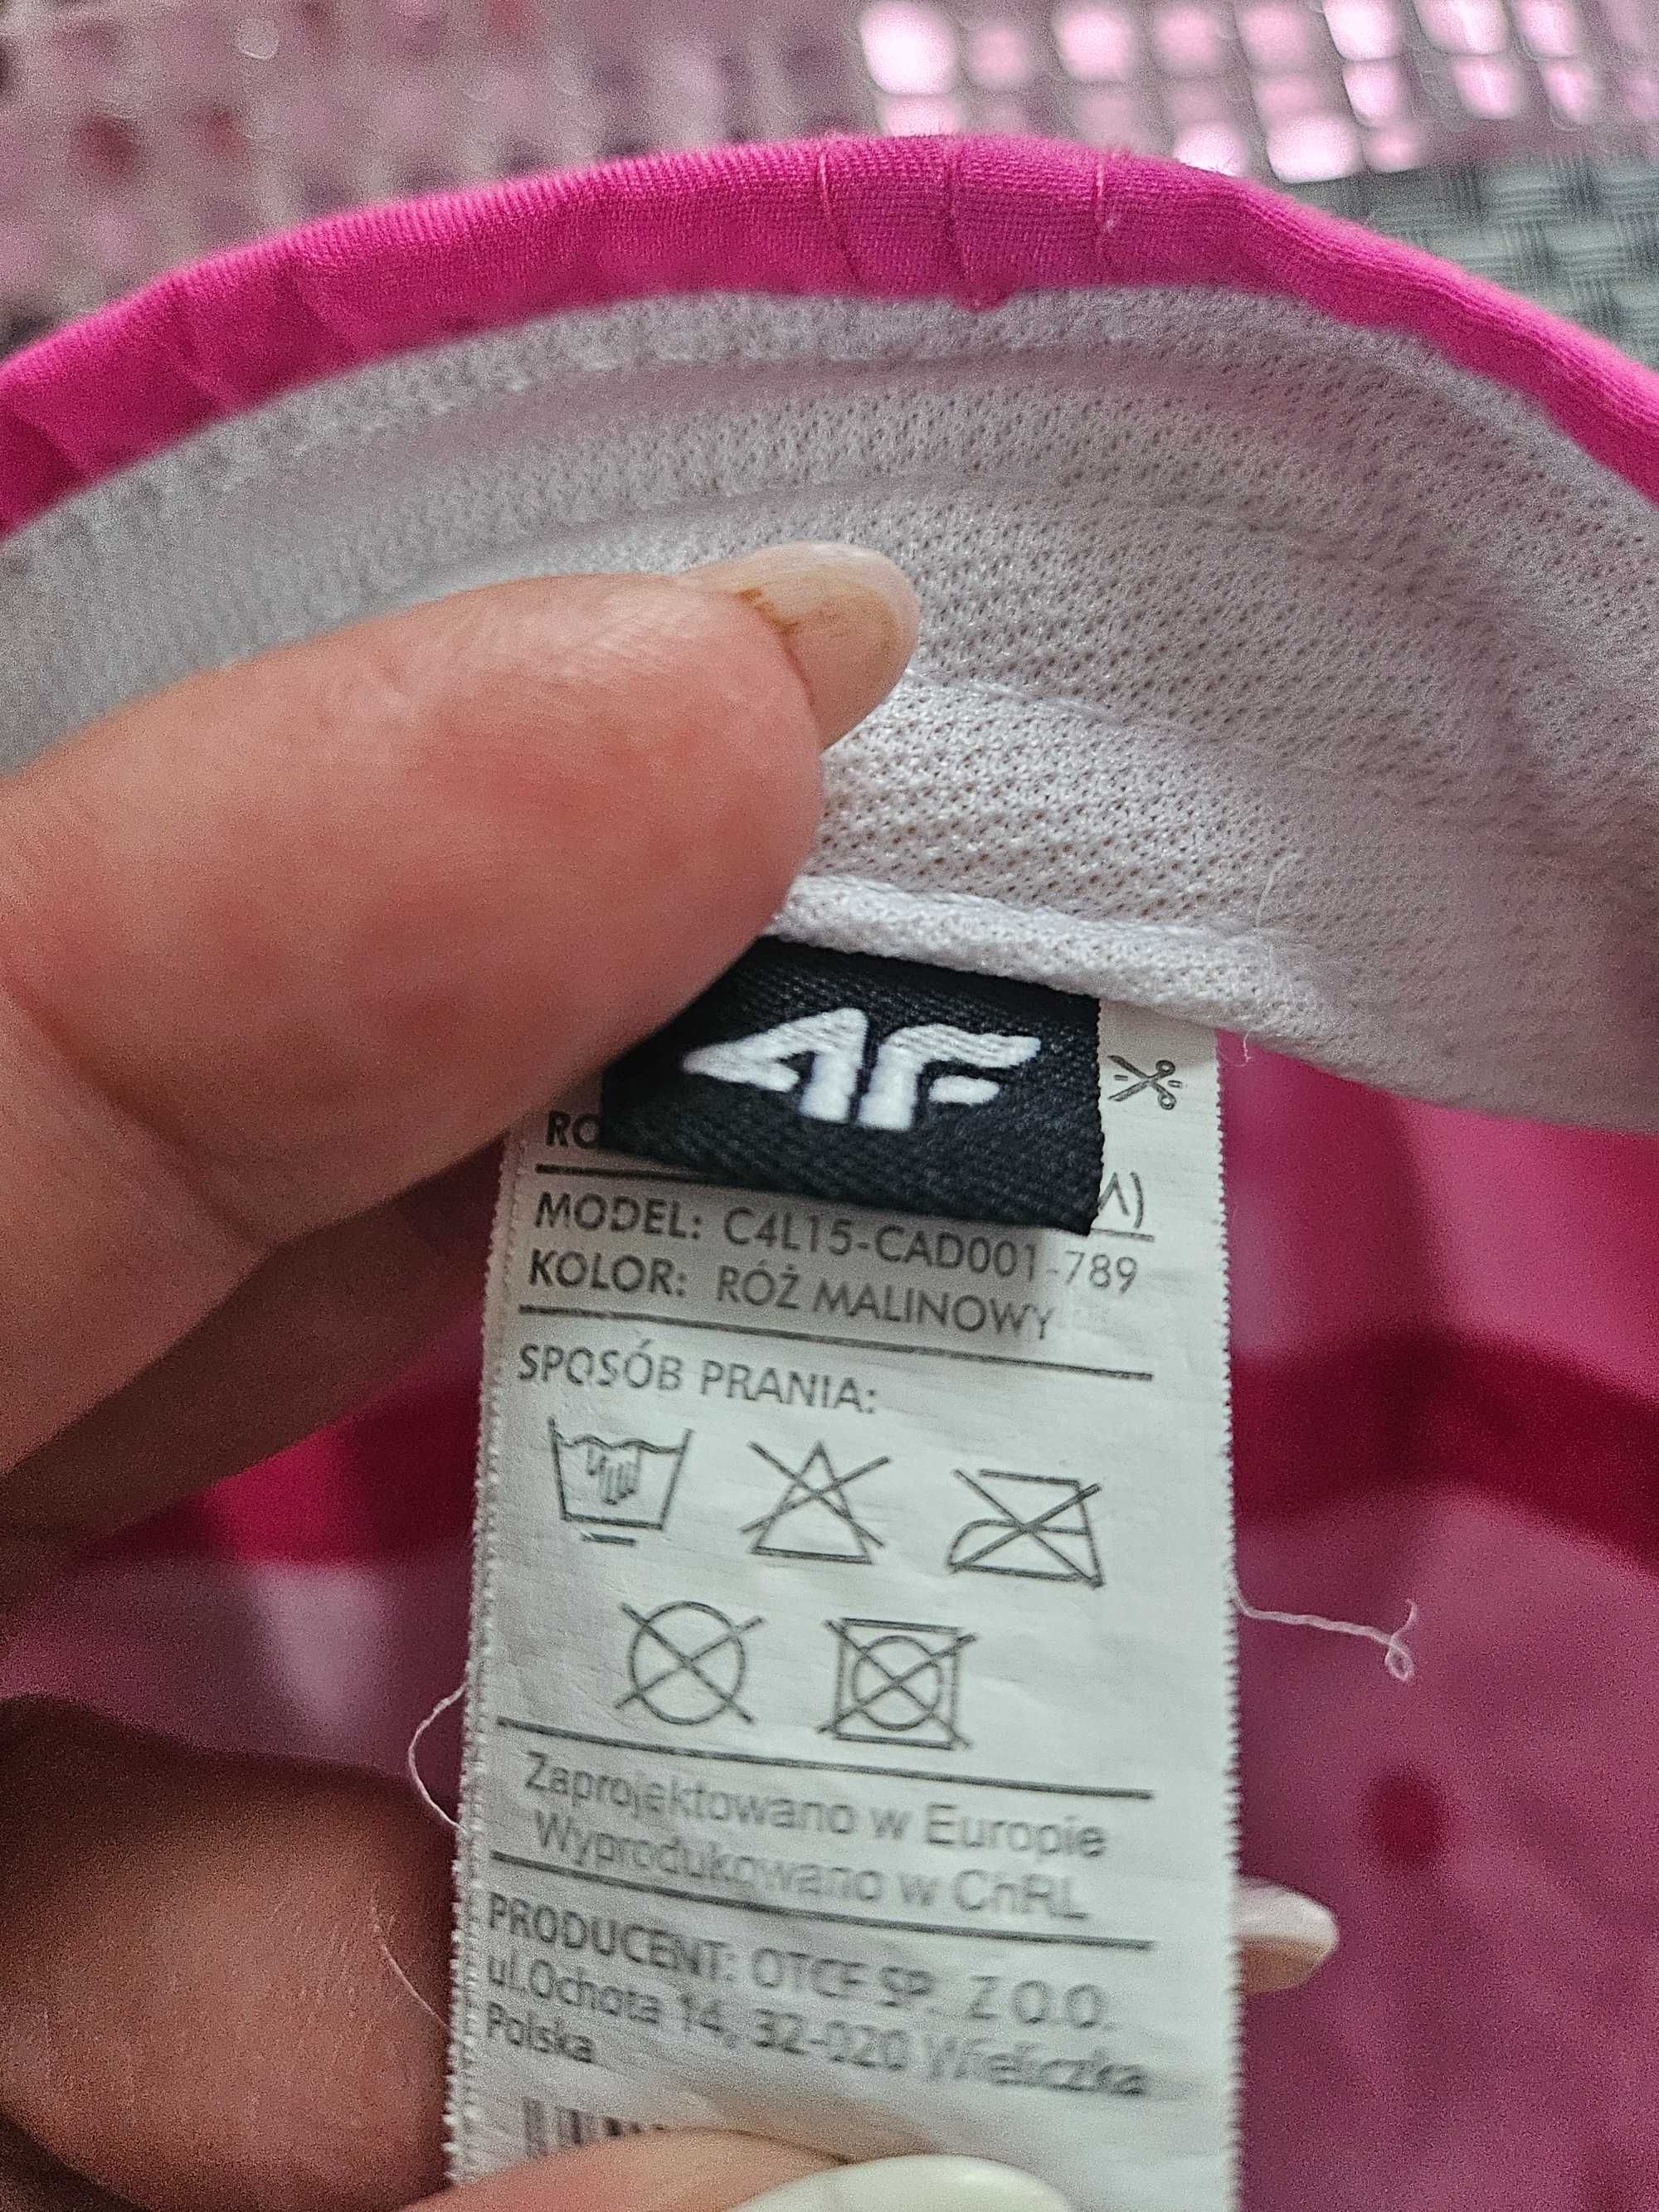 4F
MODEL: C4L15-CAD001-789
KOLOR: RÓŻ MALINOWY
SPOSÓB PRANIA:
Zaprojektowano w Europie
Wyprodukowano w ChRL
PRODUCENT: OTCF SP. Z O.O.
ul.Ochota 14, 32-020 Wieliczka
Polska